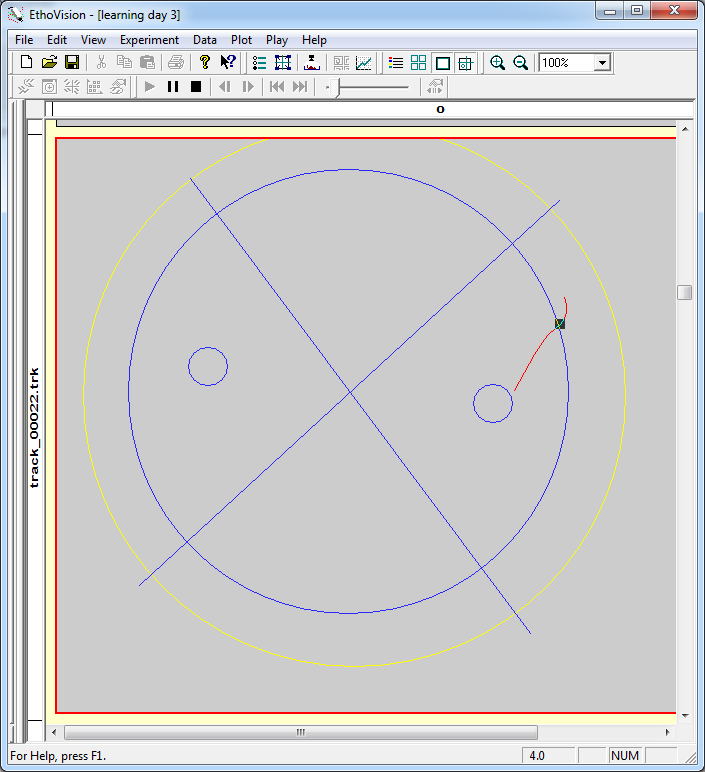 EthoVision - [learning day 3]
File Edit View Experiment Data Plot Play Help
100%
o
track_00022.trk
For Help, press F1.
4.0
NUM